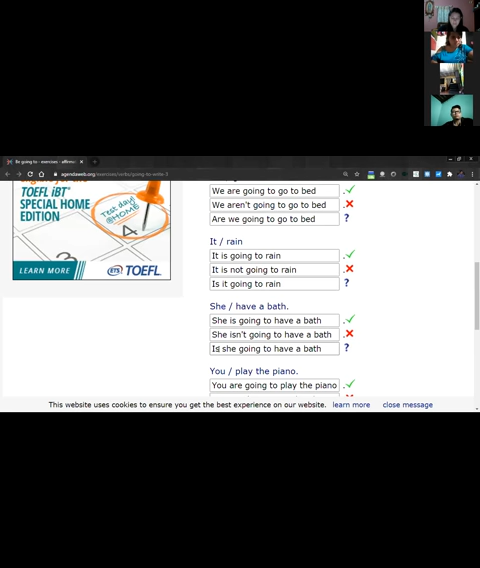 Be going to - exercises - affirm
agendaweb.org/exercises/verbs/going-to-write-1
TOEFL iBT®
SPECIAL HOME
EDITION
Test day!
@HOME
4
3
LEARN MORE
ETS TOEFL.
We are going to go to bed
.✓
We aren't going to go to bed
.✗
Are we going to go to bed
?
It / rain
It is going to rain
.✓
It is not going to rain
.✗
Is it going to rain
?
She / have a bath.
She is going to have a bath
.✓
She isn't going to have a bath
.✗
Is she going to have a bath
?
You / play the piano.
You are going to play the piano
.✓
This website uses cookies to ensure you get the best experience on our website. learn more close message